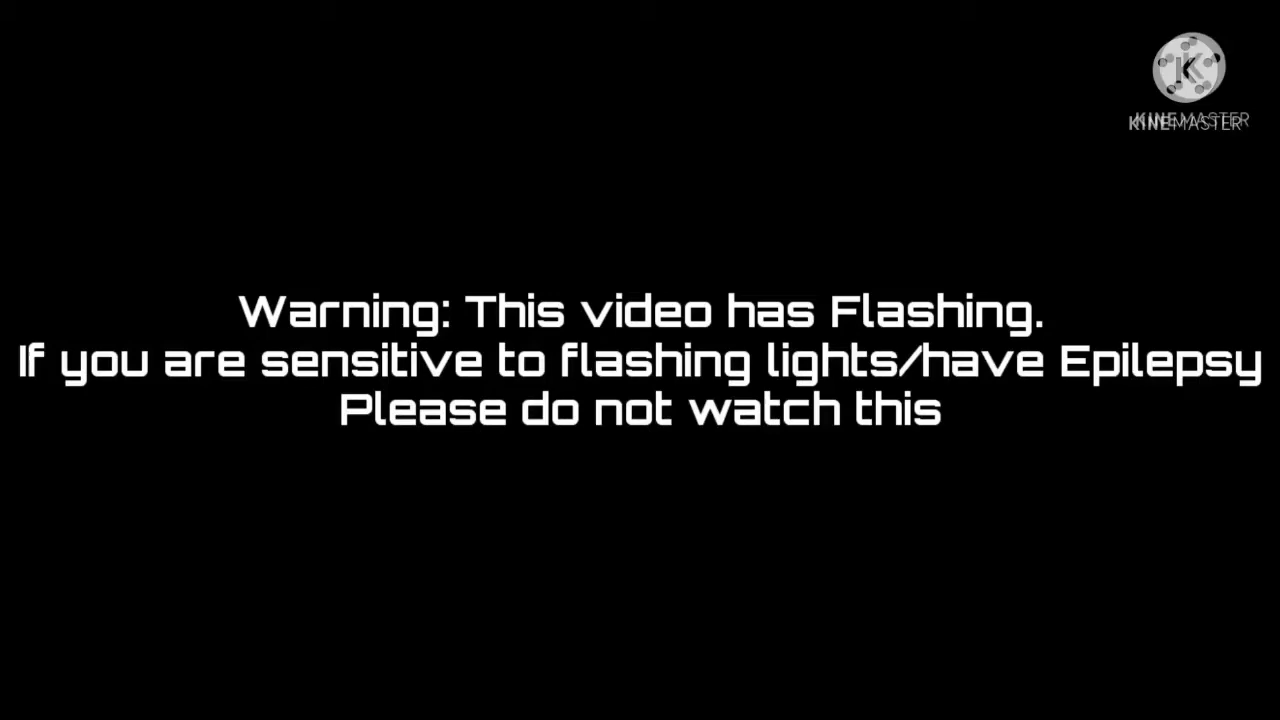 KINEMASTER
KINEMASTER
Warning: This video has Flashing.
If you are sensitive to flashing lights/have Epilepsy
Please do not watch this